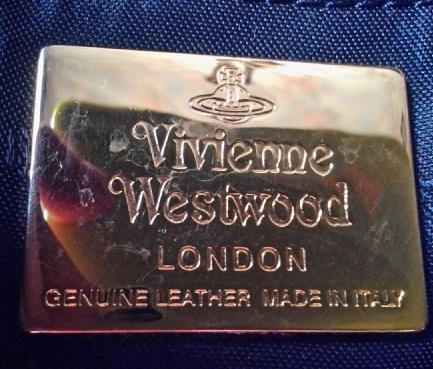 Vivienne
Westwood
LONDON
GENUINE LEATHER MADE IN ITALY